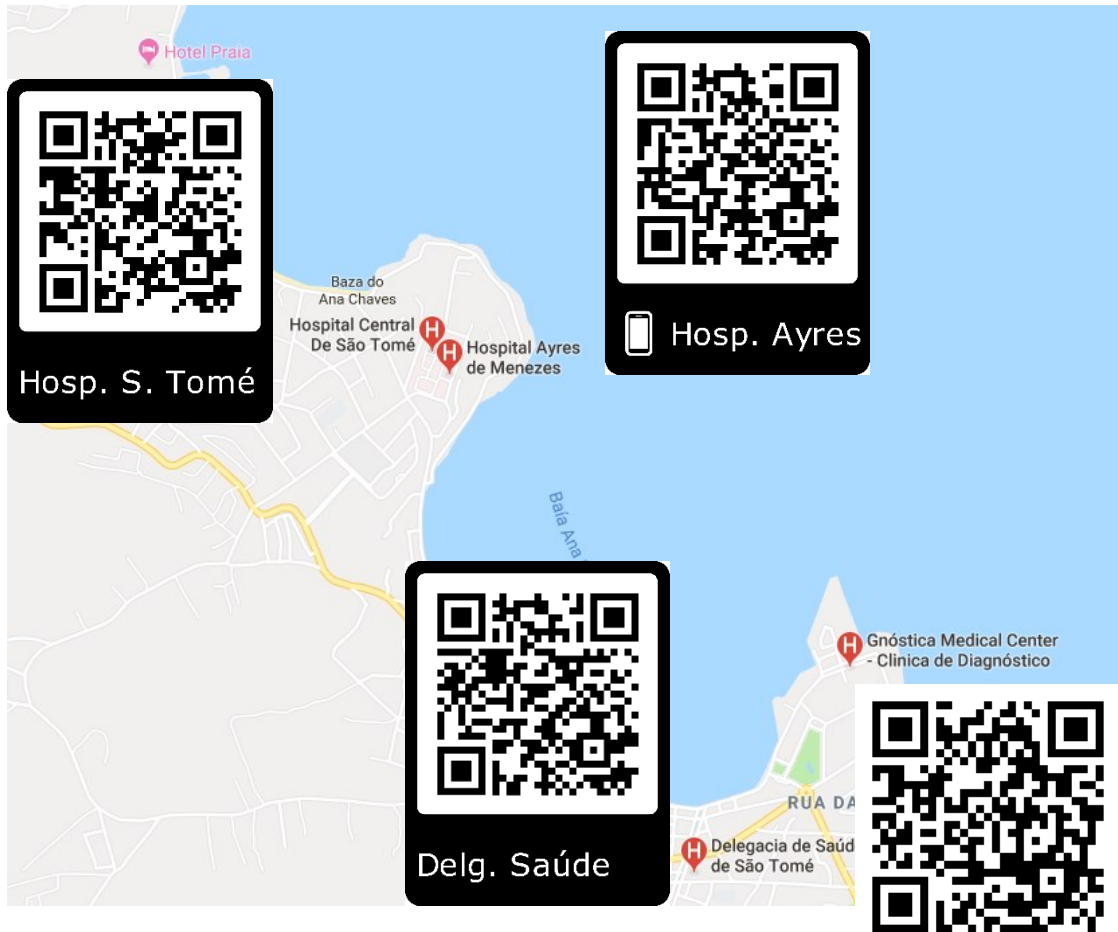 Hotel Praia
Hosp. S. Tomé
Hosp. Ayres
Baza do
Ana Chaves
Hospital Central
De São Tomé
Hospital Ayres
de Menezes
Baía Ana
Gnóstica Medical Center
- Clinica de Diagnóstico
RUA DA
Delg. Saúde
Delegacia de Saúd
de São Tomé